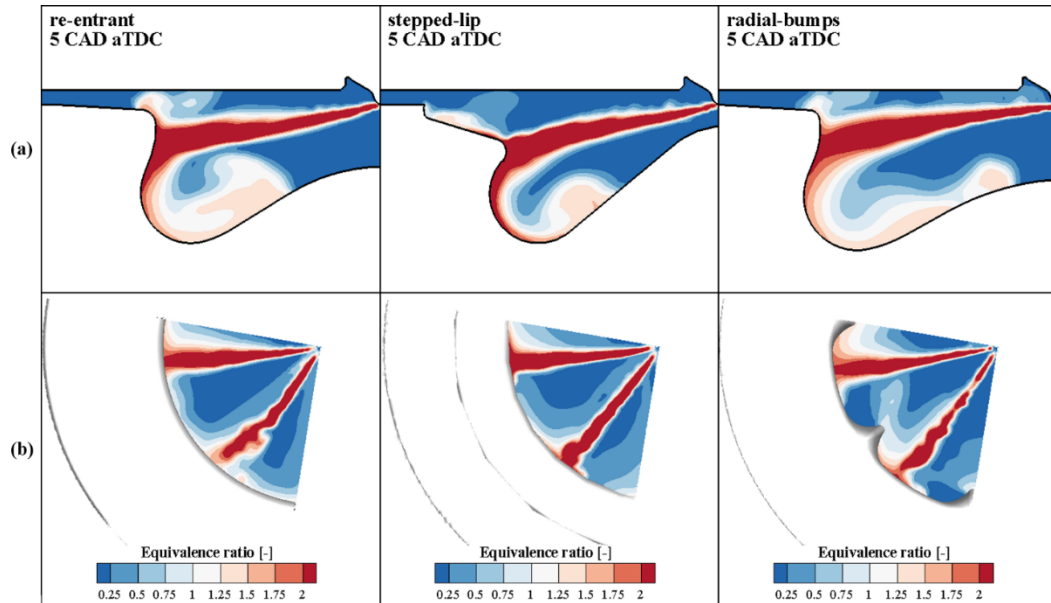 re-entrant
5 CAD aTDC
stepped-lip
5 CAD aTDC
radial-bumps
5 CAD aTDC
(a)
(b)
Equivalence ratio [-]
0.25 0.5 0.75 1 1.25 1.5 1.75 2
Equivalence ratio [-]
0.25 0.5 0.75 1 1.25 1.5 1.75 2
Equivalence ratio [-]
0.25 0.5 0.75 1 1.25 1.5 1.75 2